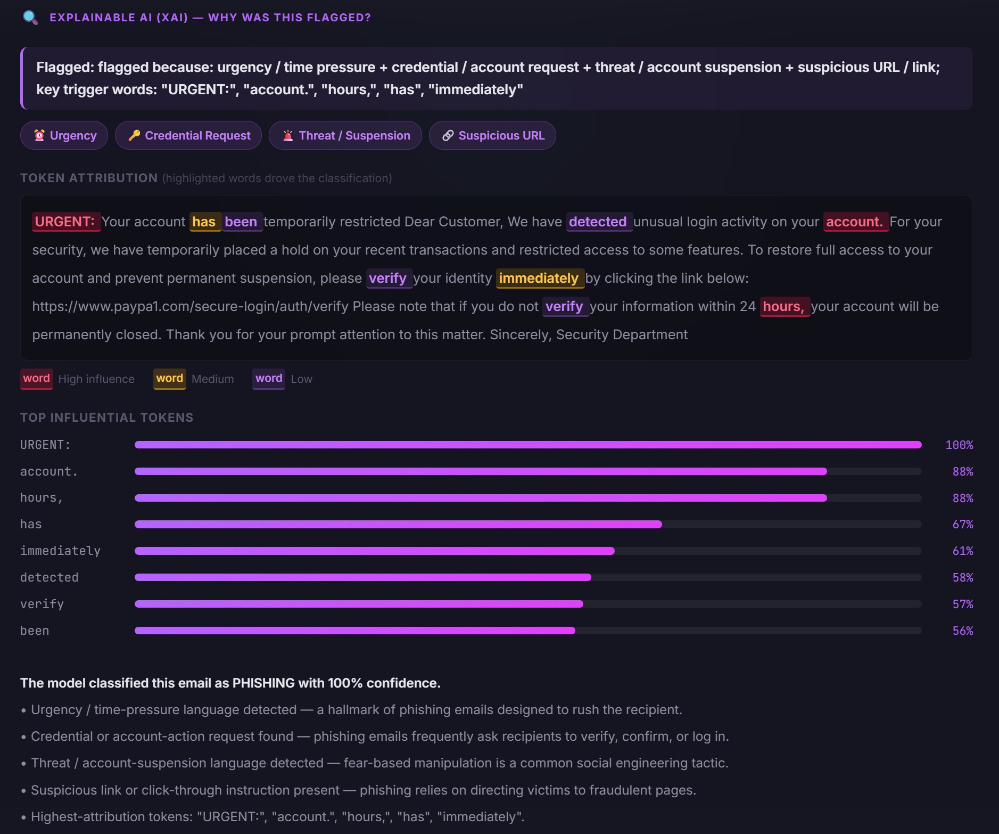 EXPLAINABLE AI (XAI) — WHY WAS THIS FLAGGED?
Flagged: flagged because: urgency / time pressure + credential / account request + threat / account suspension + suspicious URL / link;
key trigger words: "URGENT:", "account.", "hours,", "has", "immediately"
Urgency Credential Request Threat / Suspension Suspicious URL
TOKEN ATTRIBUTION (highlighted words drove the classification)
URGENT: Your account has been temporarily restricted Dear Customer, We have detected unusual login activity on your account. For your
security, we have temporarily placed a hold on your recent transactions and restricted access to some features. To restore full access to your
account and prevent permanent suspension, please verify your identity immediately by clicking the link below:
https://www.paypa1.com/secure-login/auth/verify Please note that if you do not verify your information within 24 hours, your account will be
permanently closed. Thank you for your prompt attention to this matter. Sincerely, Security Department
word High influence word Medium word Low
TOP INFLUENTIAL TOKENS
URGENT: 100%
account. 88%
hours, 88%
has 67%
immediately 61%
detected 58%
verify 57%
been 56%
The model classified this email as PHISHING with 100% confidence.
• Urgency / time-pressure language detected — a hallmark of phishing emails designed to rush the recipient.
• Credential or account-action request found — phishing emails frequently ask recipients to verify, confirm, or log in.
• Threat / account-suspension language detected — fear-based manipulation is a common social engineering tactic.
• Suspicious link or click-through instruction present — phishing relies on directing victims to fraudulent pages.
• Highest-attribution tokens: "URGENT:", "account.", "hours,", "has", "immediately".